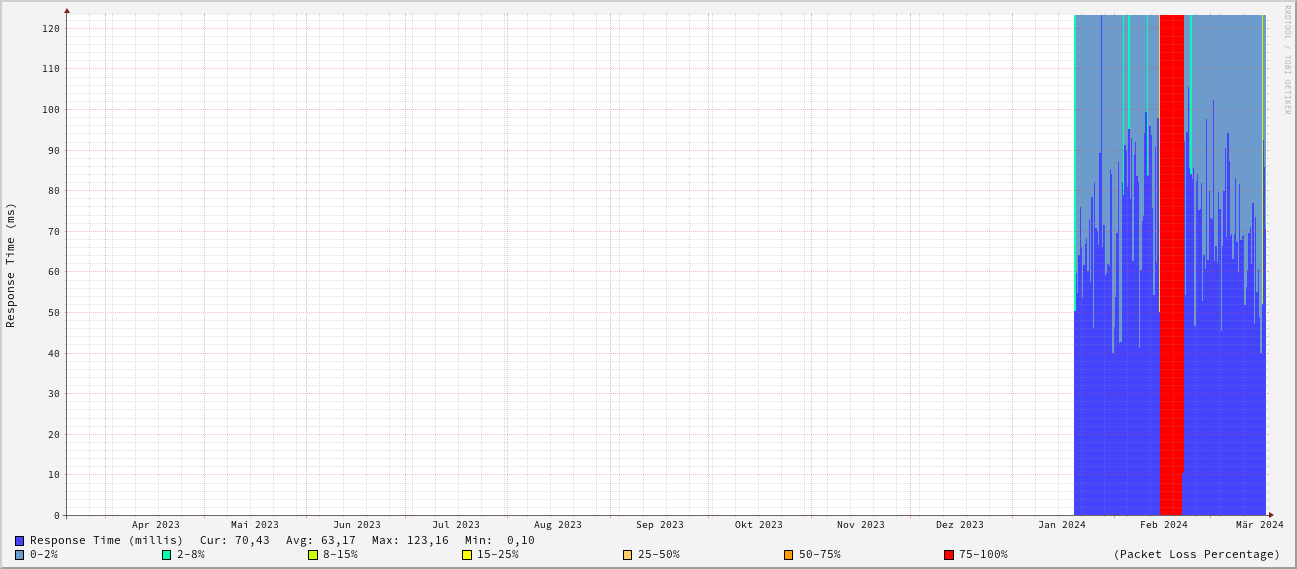 RRDTOOL / TOBI OETIKER
Response Time (ms)
120
110
100
90
80
70
60
50
40
30
20
10
0
Apr 2023 Mai 2023 Jun 2023 Jul 2023 Aug 2023 Sep 2023 Okt 2023 Nov 2023 Dez 2023 Jan 2024 Feb 2024 Mär 2024
Response Time (millis) Cur: 70,43 Avg: 63,17 Max: 123,16 Min: 0,10
0-2% 2-8% 8-15% 15-25% 25-50% 50-75% 75-100% (Packet Loss Percentage)